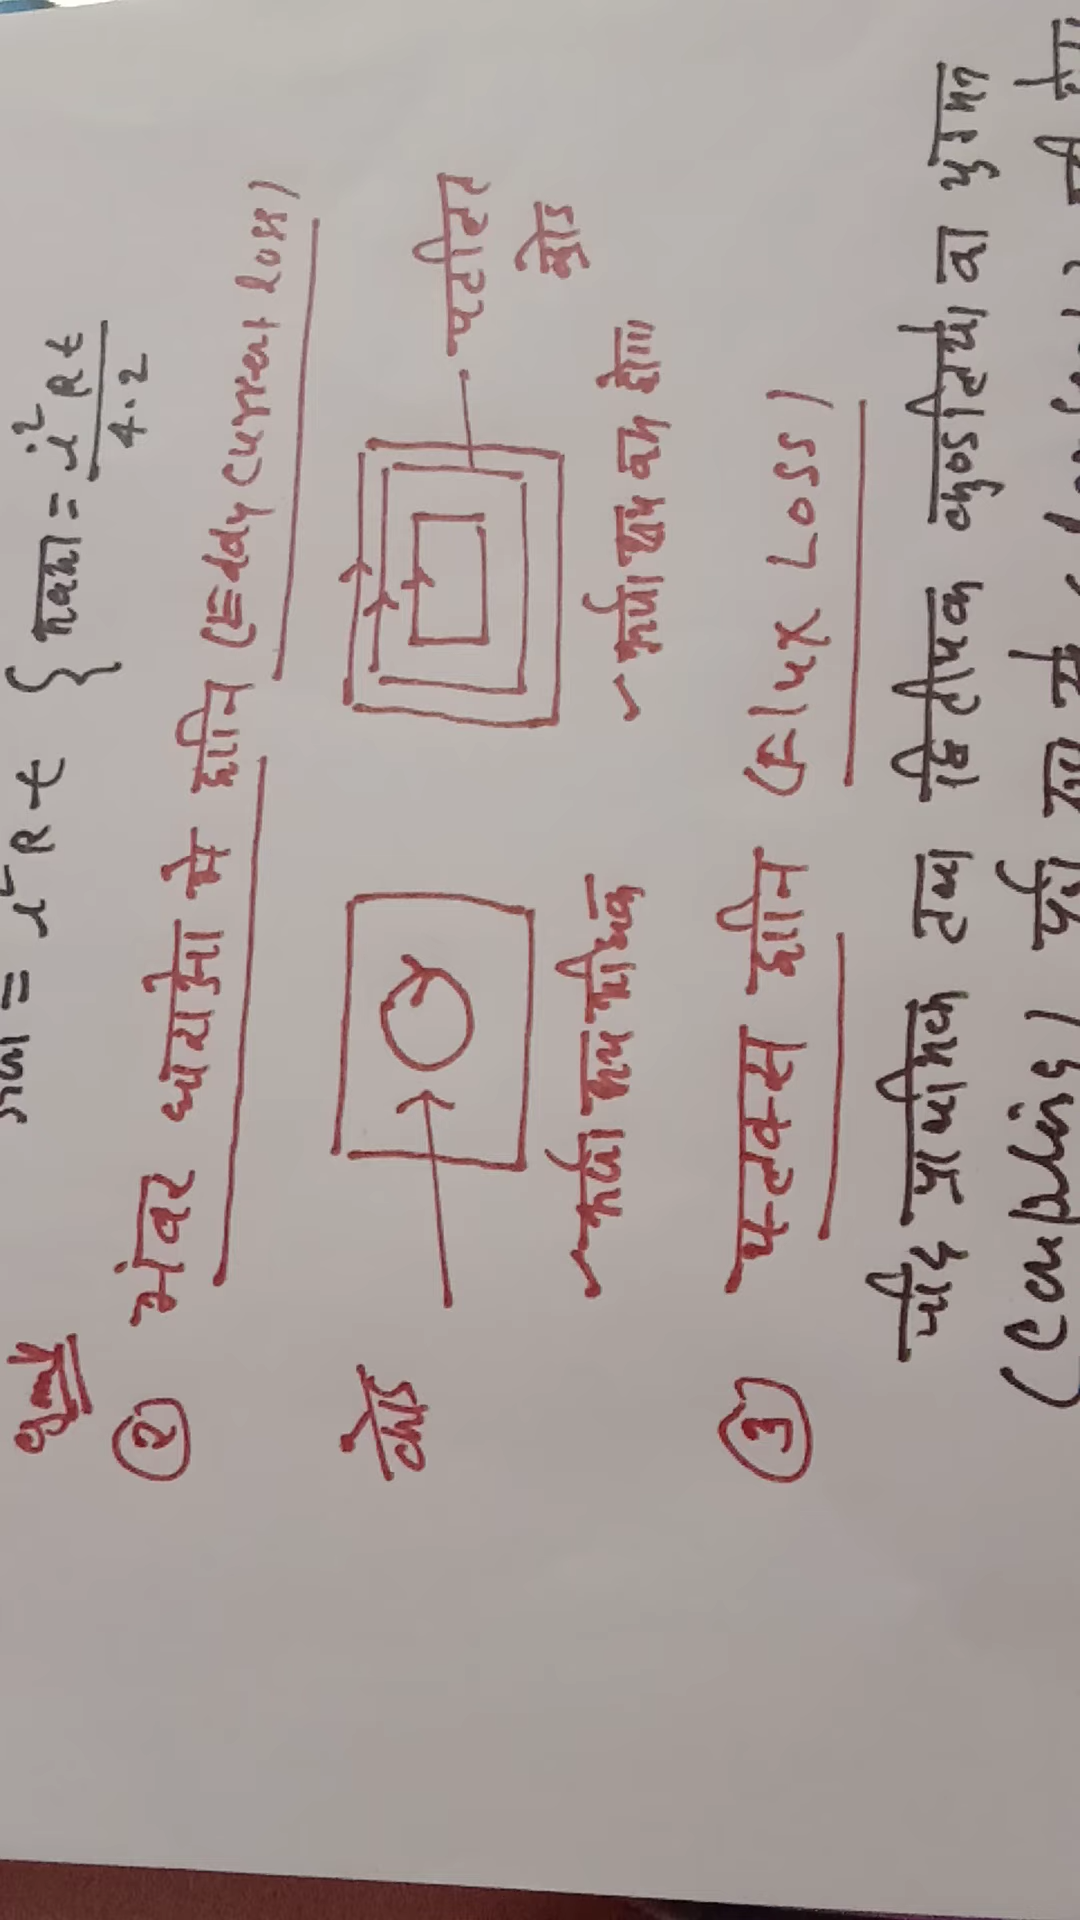 = i²Rt { ऊष्मा = i²Rt / 4.2
② भंवर धाराओं में हानि (Eddy current loss)
कोड
पटलित
क्रोड
✓ ऊर्जा क्षय अधिक
✓ ऊर्जा क्षय कम होगा
③ फ्लक्स हानि (Flux Loss)
यदि प्राथमिक तथा द्वितीयक कुण्डलियों का युग्मन
(Coupling)